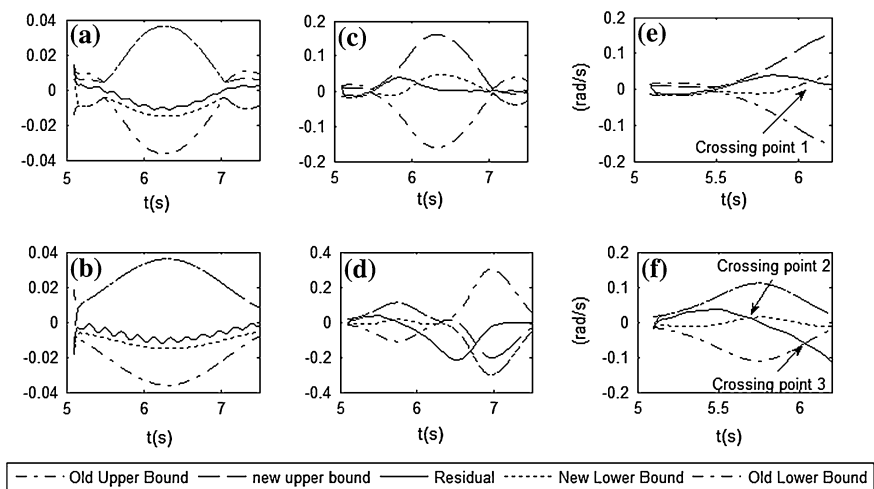 (a)
0.04
0.02
0
-0.02
-0.04
5
6
7
t(s)
(c)
0.2
0.1
0
-0.1
-0.2
5
6
7
t(s)
(e)
(rad/s)
0.2
0.1
0
-0.1
-0.2
5
5.5
6
t(s)
Crossing point 1
(b)
0.04
0.02
0
-0.02
-0.04
5
6
7
t(s)
(d)
0.4
0.2
0
-0.2
0.4
5
6
7
t(s)
(f)
(rad/s)
0.2
0.1
0
-0.1
-0.2
5
5.5
6
t(s)
Crossing point 2
Crossing point 3
Old Upper Bound new upper bound Residual New Lower Bound Old Lower Bound